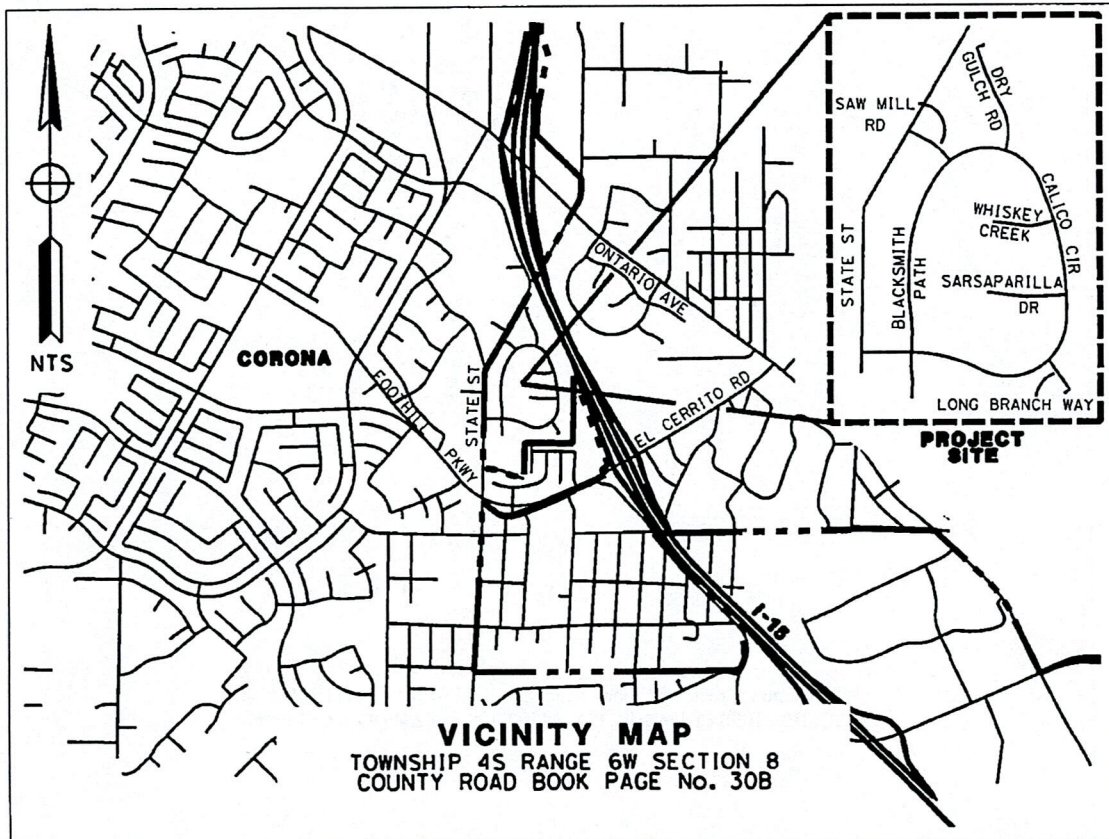 NTS
CORONA
FOOTHILL PKWY
STATE ST
ONTARIO AVE
EL CERRITO RD
I-15
SAW MILL
RD
DRY
GULCH RD
CALICO CIR
WHISKEY
CREEK
SARSAPARILLA
DR
STATE ST
BLACKSMITH
PATH
LONG BRANCH WAY
PROJECT
SITE
VICINITY MAP
TOWNSHIP 4S RANGE 6W SECTION 8
COUNTY ROAD BOOK PAGE No. 30B